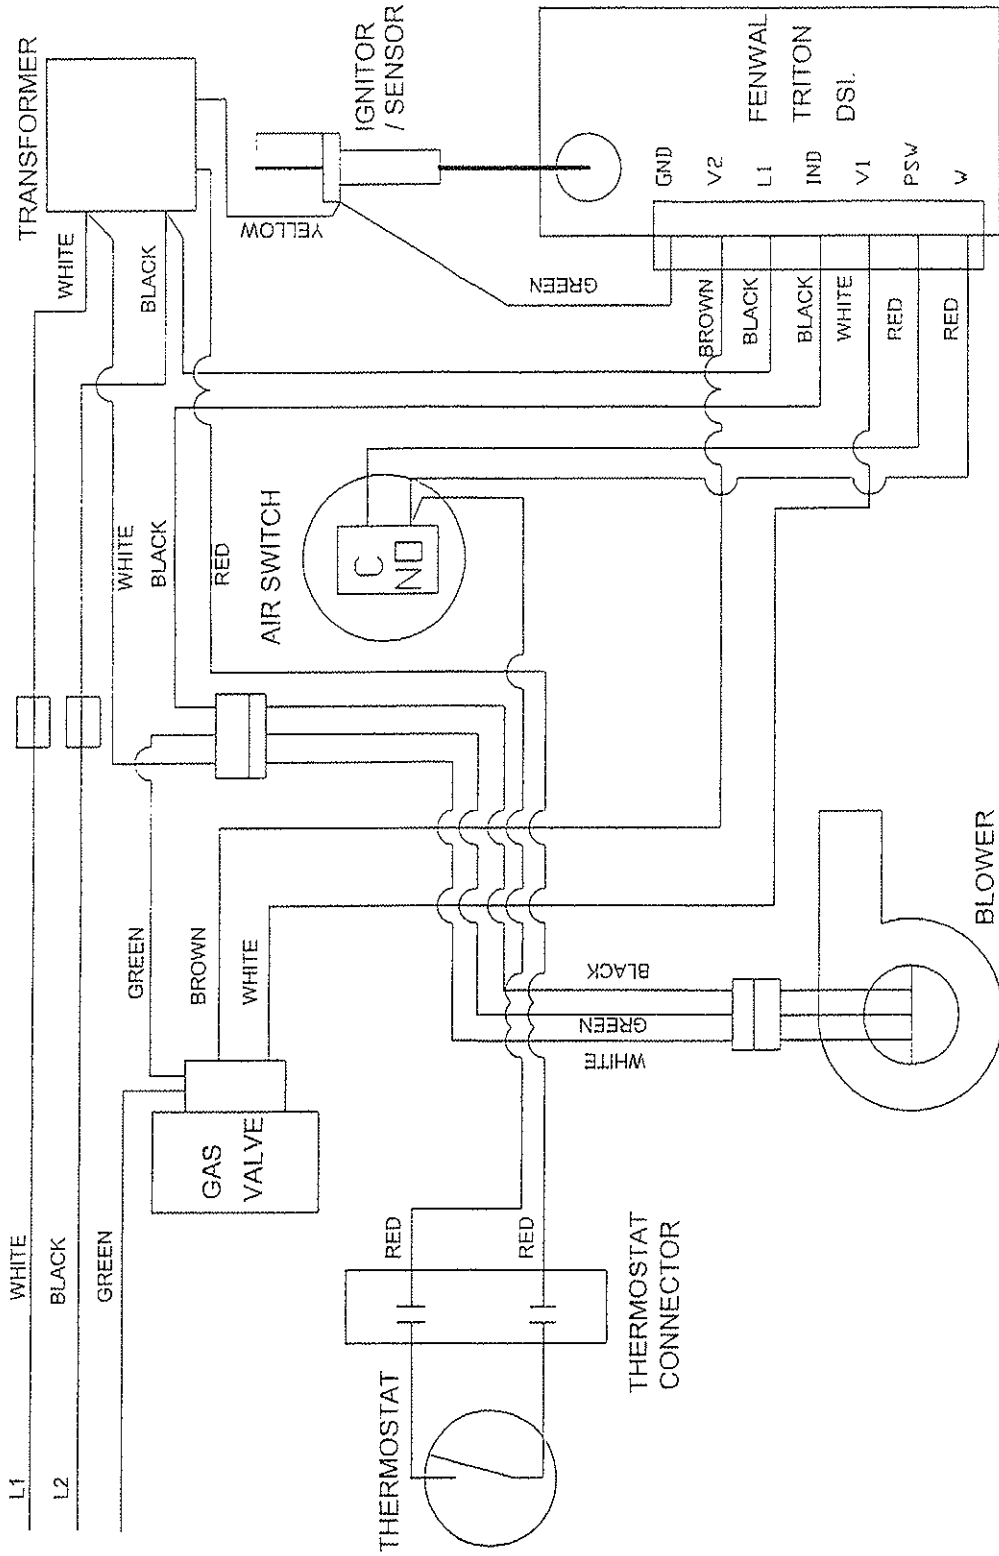 L1
WHITE
TRANSFORMER
L2
BLACK
WHITE
GREEN
GREEN
WHITE
BLACK
BLACK
BROWN
RED
GAS
VALVE
WHITE
AIR SWITCH
YELLOW
IGNITOR
/ SENSOR
C
NO
THERMOSTAT
RED
RED
THERMOSTAT
CONNECTOR
WHITE
GREEN
BLACK
GREEN
GND
BROWN
V2
BLACK
L1
FENWAL
BLACK
IND
TRITON
WHITE
V1
DSI.
RED
PSW
RED
W
BLOWER